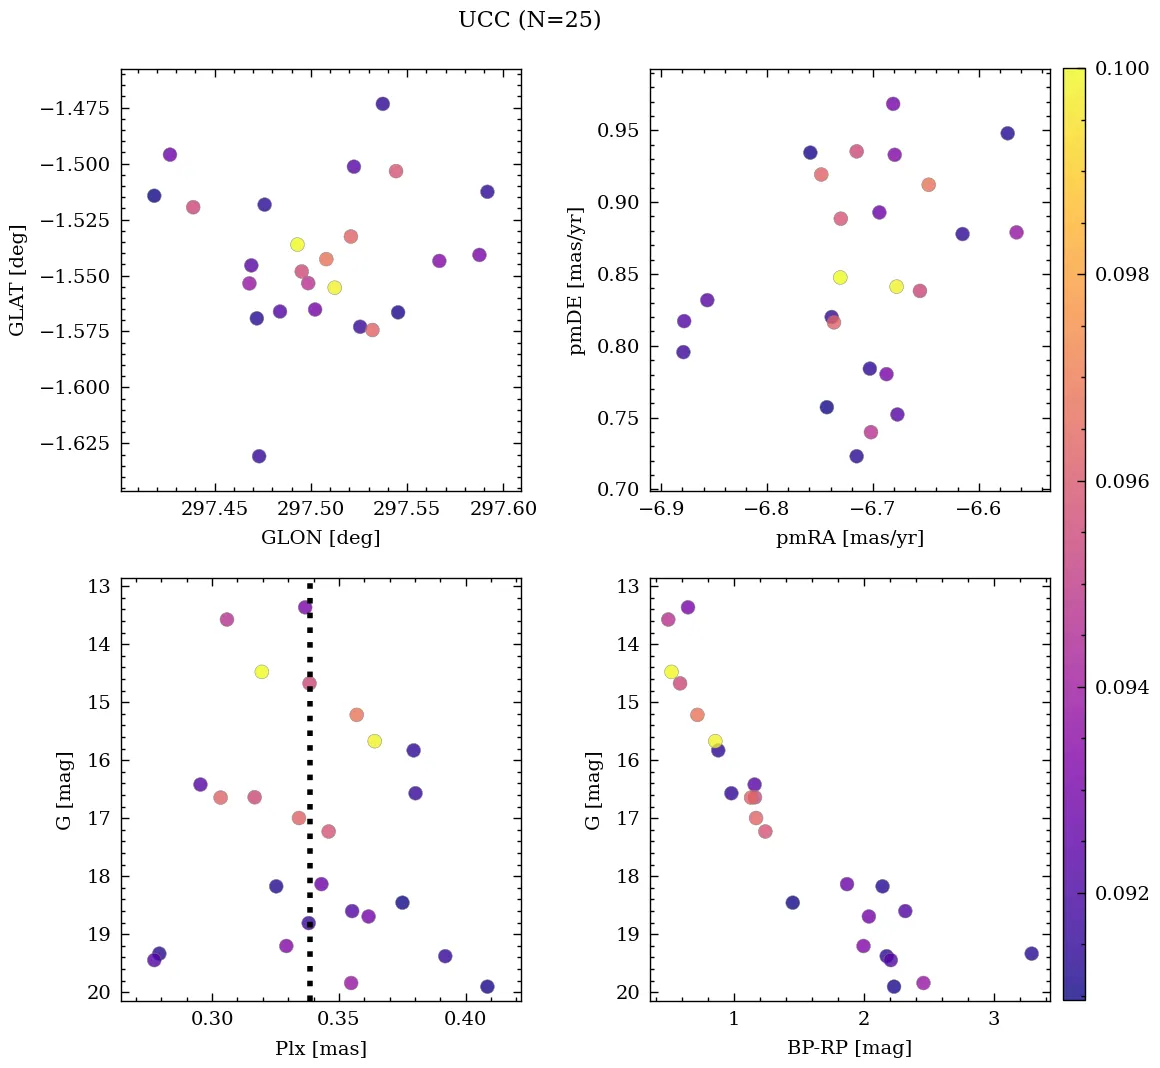 UCC (N=25)
−1.475
−1.500
−1.525
−1.550
−1.575
−1.600
−1.625
GLAT [deg]
297.45 297.50 297.55 297.60
GLON [deg]
0.95
0.90
0.85
0.80
0.75
0.70
pmDE [mas/yr]
−6.9 −6.8 −6.7 −6.6
pmRA [mas/yr]
13
14
15
16
17
18
19
20
G [mag]
0.30 0.35 0.40
Plx [mas]
13
14
15
16
17
18
19
20
G [mag]
1 2 3
BP-RP [mag]
0.100
0.098
0.096
0.094
0.092